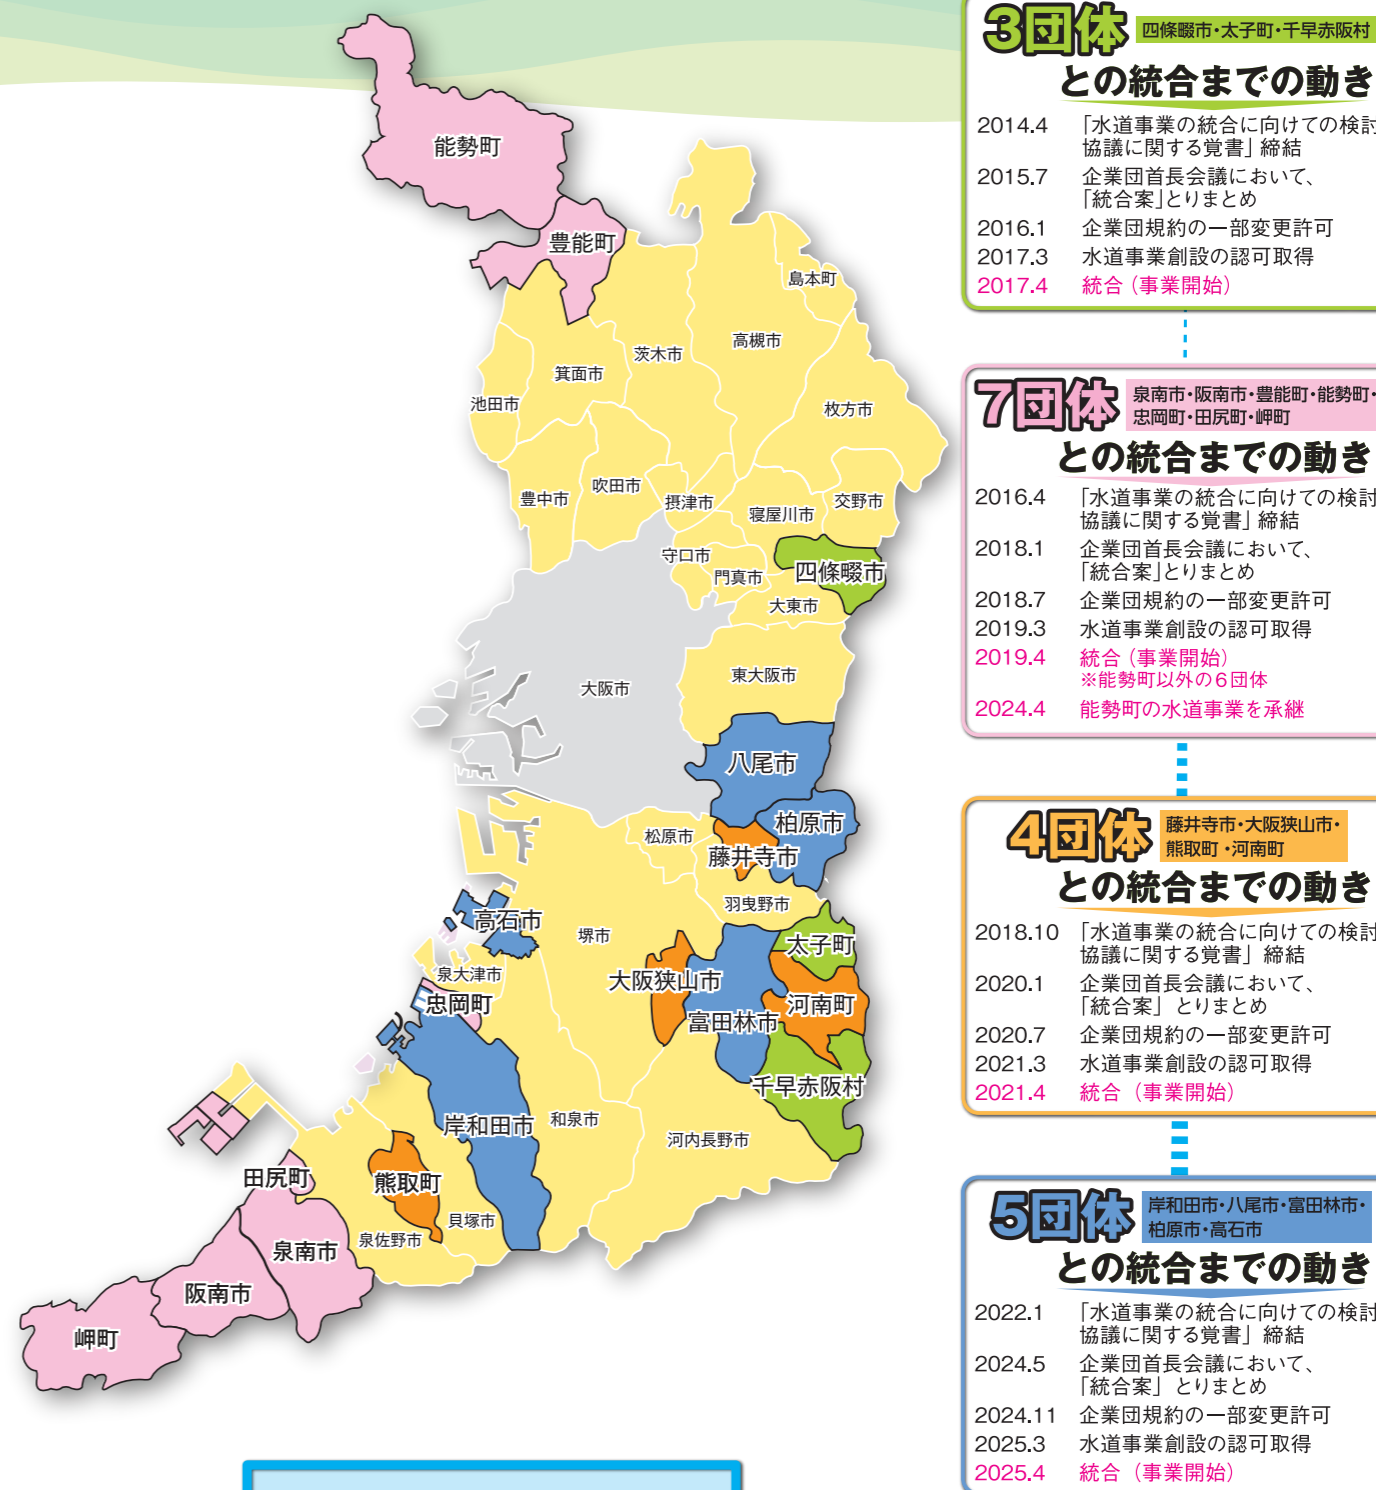 能勢町
豊能町
島本町
高槻市
茨木市
箕面市
池田市
枚方市
豊中市
吹田市
摂津市
寝屋川市
交野市
守口市
門真市
四條畷市
大東市
大阪市
東大阪市
八尾市
柏原市
松原市
藤井寺市
羽曳野市
高石市
堺市
太子町
泉大津市
大阪狭山市
河南町
忠岡町
富田林市
千早赤阪村
岸和田市
和泉市
河内長野市
田尻町
熊取町
貝塚市
泉佐野市
泉南市
阪南市
岬町
3団体 四條畷市・太子町・千早赤阪村
との統合までの動き
2014.4 「水道事業の統合に向けての検討
協議に関する覚書」締結
2015.7 企業団首長会議において、
「統合案」とりまとめ
2016.1 企業団規約の一部変更許可
2017.3 水道事業創設の認可取得
2017.4 統合（事業開始）
7団体 泉南市・阪南市・豊能町・能勢町・
忠岡町・田尻町・岬町
との統合までの動き
2016.4 「水道事業の統合に向けての検討
協議に関する覚書」締結
2018.1 企業団首長会議において、
「統合案」とりまとめ
2018.7 企業団規約の一部変更許可
2019.3 水道事業創設の認可取得
2019.4 統合（事業開始）
※能勢町以外の6団体
2024.4 能勢町の水道事業を承継
4団体 藤井寺市・大阪狭山市・
熊取町・河南町
との統合までの動き
2018.10 「水道事業の統合に向けての検討
協議に関する覚書」締結
2020.1 企業団首長会議において、
「統合案」とりまとめ
2020.7 企業団規約の一部変更許可
2021.3 水道事業創設の認可取得
2021.4 統合（事業開始）
5団体 岸和田市・八尾市・富田林市・
柏原市・高石市
との統合までの動き
2022.1 「水道事業の統合に向けての検討
協議に関する覚書」締結
2024.5 企業団首長会議において、
「統合案」とりまとめ
2024.11 企業団規約の一部変更許可
2025.3 水道事業創設の認可取得
2025.4 統合（事業開始）